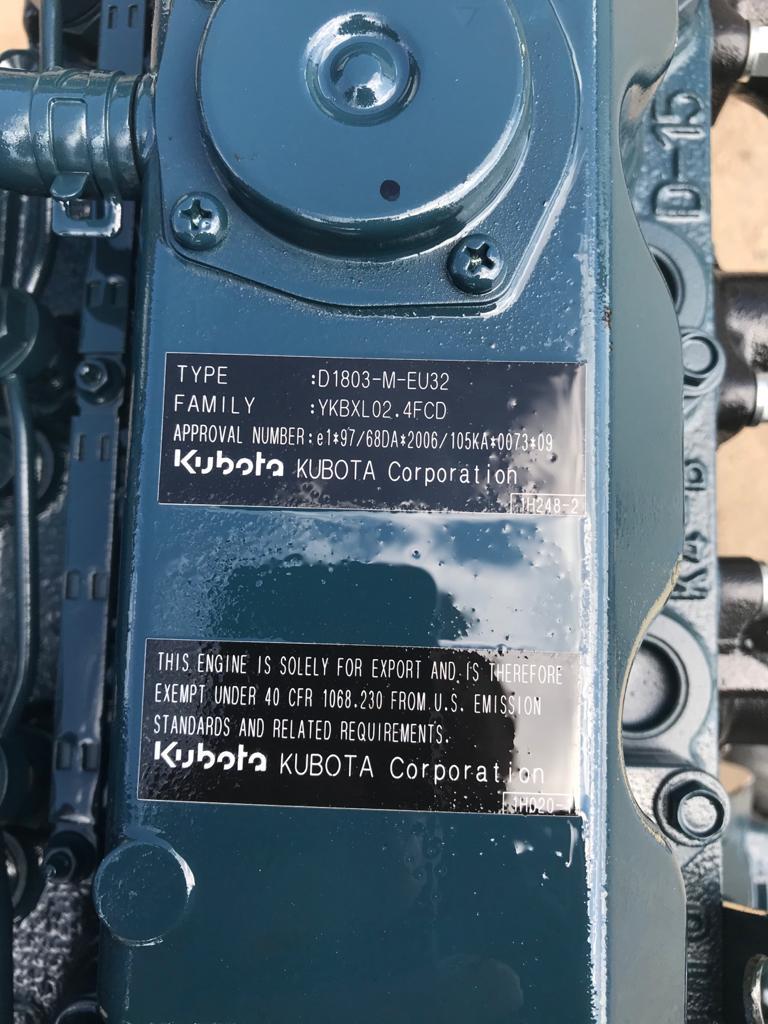 D-15
TYPE :D1803-M-EU32
FAMILY :YKBXL02.4FCD
APPROVAL NUMBER:e1*97/68DA*2006/105KA*0073*09
Kubota KUBOTA Corporation
1H248-2
THIS ENGINE IS SOLELY FOR EXPORT AND IS THEREFORE
EXEMPT UNDER 40 CFR 1068.230 FROM U.S. EMISSION
STANDARDS AND RELATED REQUIREMENTS.
Kubota KUBOTA Corporation